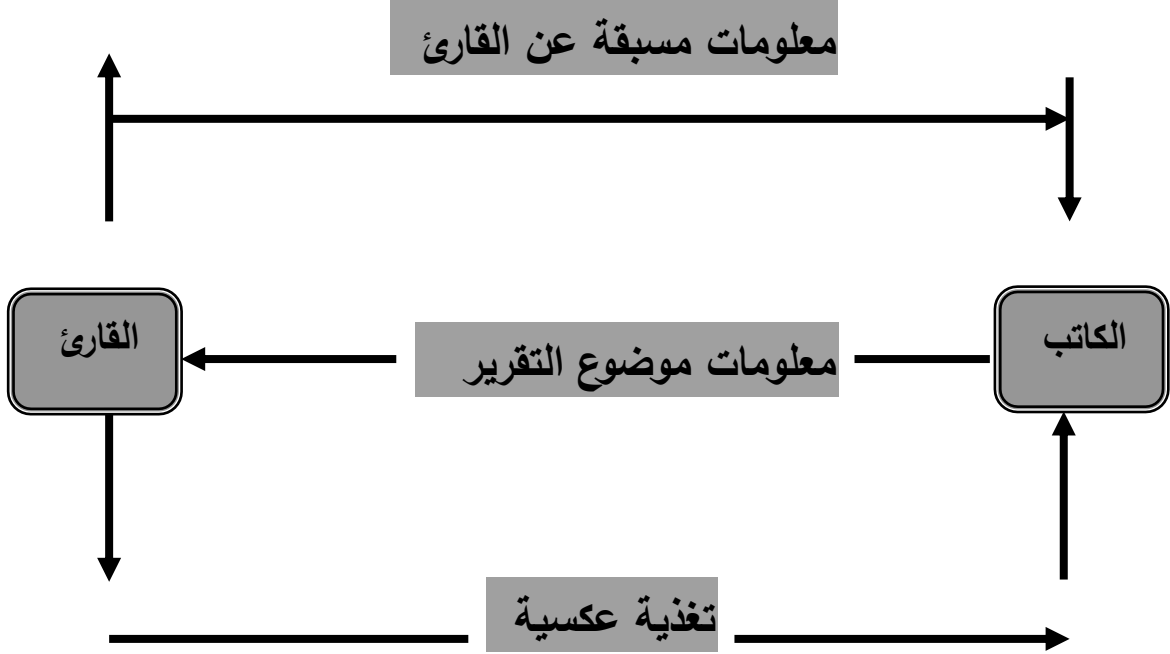 معلومات مسبقة عن القارئ
الكاتب
معلومات موضوع التقرير
القارئ
تغذية عكسية